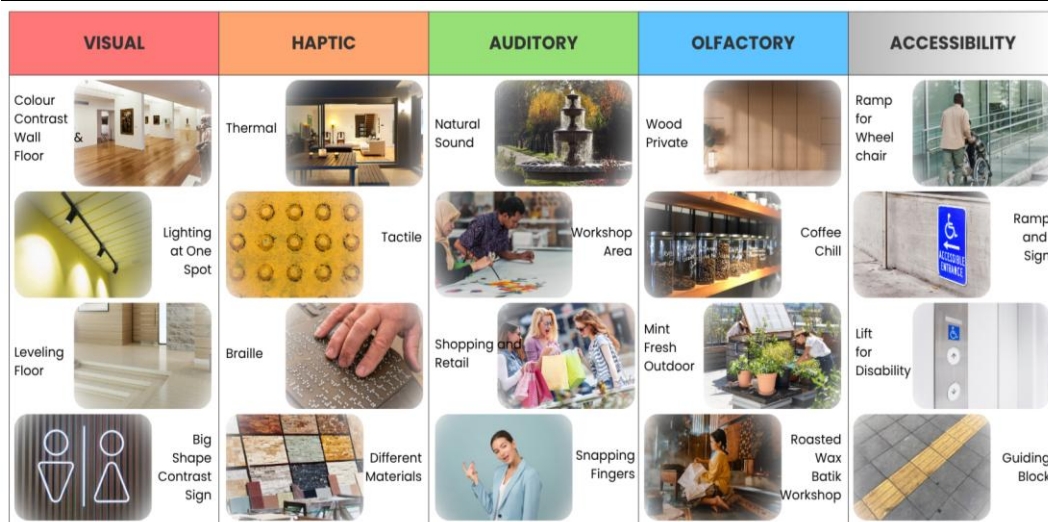 VISUAL
HAPTIC
AUDITORY
OLFACTORY
ACCESSIBILITY
Colour
Contrast
Wall &
Floor
Lighting
at One
Spot
Leveling
Floor
Big
Shape
Contrast
Sign
Thermal
Tactile
Braille
Different
Materials
Natural
Sound
Workshop
Area
Shopping and
Retail
Snapping
Fingers
Wood
Private
Coffee
Chill
Mint
Fresh
Outdoor
Roasted
Wax
Batik
Workshop
Ramp
for
Wheel
chair
Ramp
and
Sign
ACCESSIBLE
ENTRANCE
Lift
for
Disability
Guiding
Block